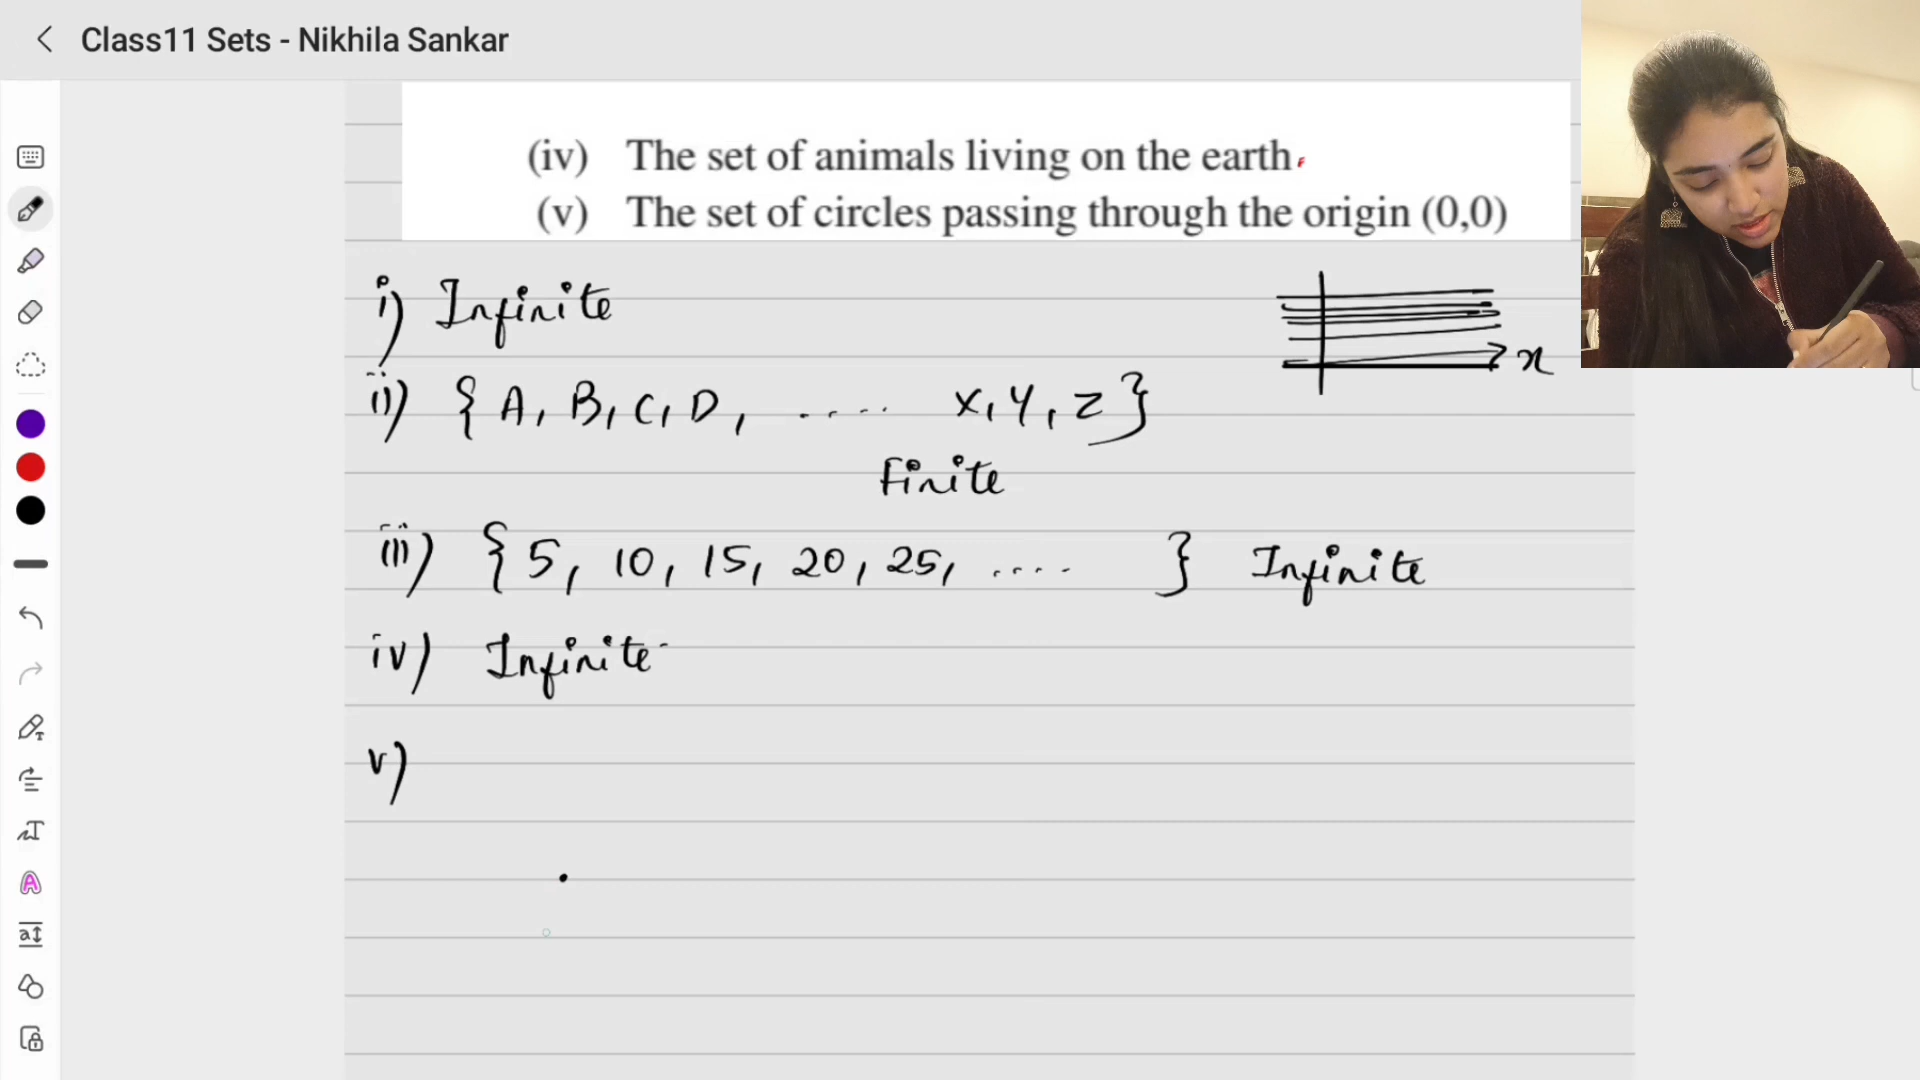 Class11 Sets - Nikhila Sankar
(iv) The set of animals living on the earth.
(v) The set of circles passing through the origin (0,0)
i) Infinite
x
ii) { A, B, C, D, ..... X, Y, Z }
Finite
iii) { 5, 10, 15, 20, 25, ..... } Infinite
iv) Infinite
v)